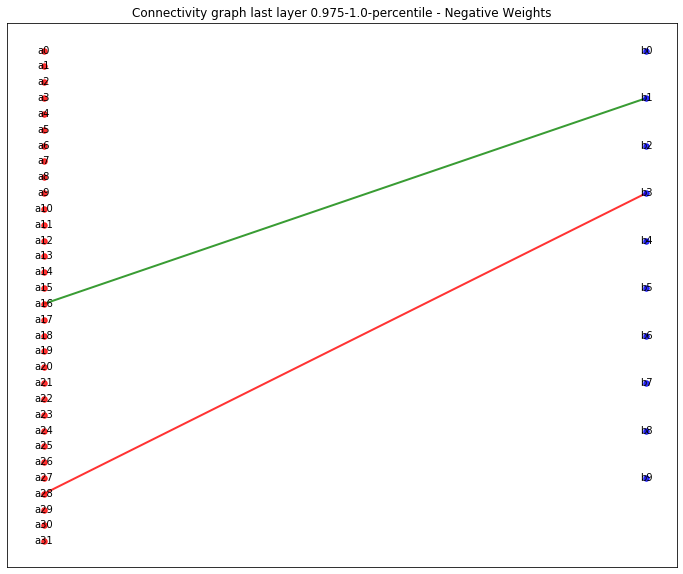 Connectivity graph last layer 0.975-1.0-percentile - Negative Weights
a0 b0
a1
a2
a3 b1
a4
a5
a6 b2
a7
a8
a9 b3
a10
a11
a12 b4
a13
a14
a15 b5
a16
a17
a18 b6
a19
a20
a21 b7
a22
a23
a24 b8
a25
a26
a27 b9
a28
a29
a30
a31